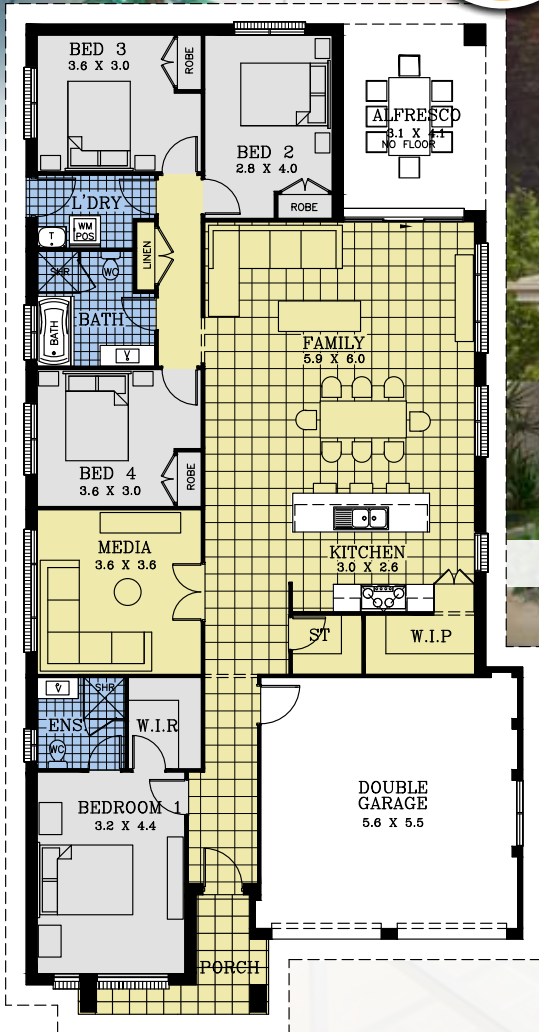 BED 3
3.6 X 3.0
ROBE
BED 2
2.8 X 4.0
ROBE
ALFRESCO
3.1 X 4.1
NO FLOOR
L'DRY
T
WM
POS
LINEN
SHR
WC
BATH
BATH
V
FAMILY
5.9 X 6.0
BED 4
3.6 X 3.0
ROBE
MEDIA
3.6 X 3.6
KITCHEN
3.0 X 2.6
ST
W.I.P
V
SHR
ENS
WC
W.I.R
BEDROOM 1
3.2 X 4.4
DOUBLE
GARAGE
5.6 X 5.5
PORCH